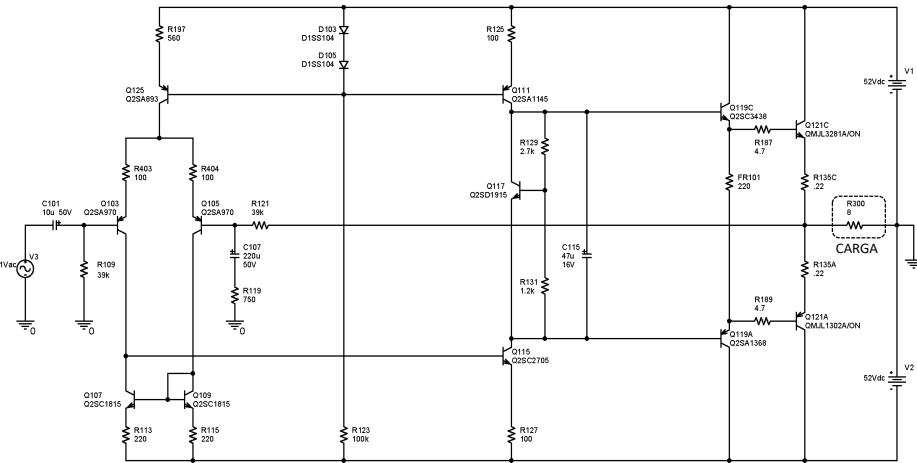 R197
560
D103
D1SS104
D105
D1SS104
R125
100
V1
52Vdc
Q125
Q2SA893
Q111
Q2SA1145
Q119C
Q2SC3438
Q121C
QMJL3281A/ON
R187
4.7
R129
2.7k
R403
100
R404
100
Q117
Q2SD1915
FR101
220
R135C
.22
C101
10u 50V
Q103
Q2SA970
Q105
Q2SA970
R121
39k
R300
8
CARGA
V3
1Vac
R109
39k
C107
220u
50V
C115
47u
16V
R135A
.22
R119
750
R131
1.2k
R189
4.7
Q121A
QMJL1302A/ON
0
0
0
0
Q119A
Q2SA1368
Q115
Q2SC2705
V2
52Vdc
Q107
Q2SC1815
Q109
Q2SC1815
R113
220
R115
220
R123
100k
R127
100